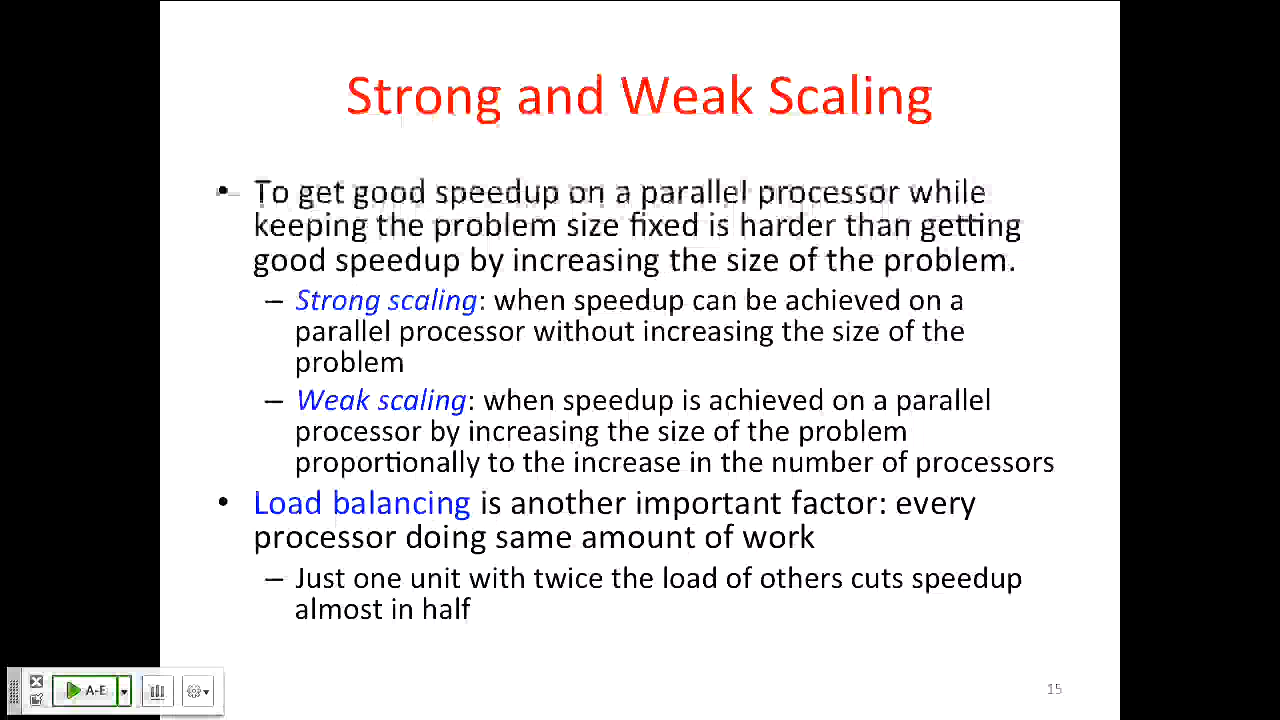 Strong and Weak Scaling
• To get good speedup on a parallel processor while
keeping the problem size fixed is harder than getting
good speedup by increasing the size of the problem.
– Strong scaling: when speedup can be achieved on a
parallel processor without increasing the size of the
problem
– Weak scaling: when speedup is achieved on a parallel
processor by increasing the size of the problem
proportionally to the increase in the number of processors
• Load balancing is another important factor: every
processor doing same amount of work
– Just one unit with twice the load of others cuts speedup
almost in half
A-E
15